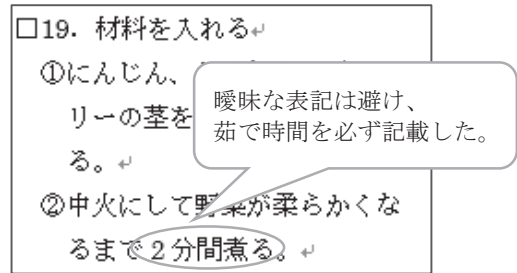 □19．材料を入れる↵
①にんじん、
リーの茎を
る。↵
②中火にして野菜が柔らかくな
るまで２分間煮る。↵
曖昧な表記は避け、
茹で時間を必ず記載した。